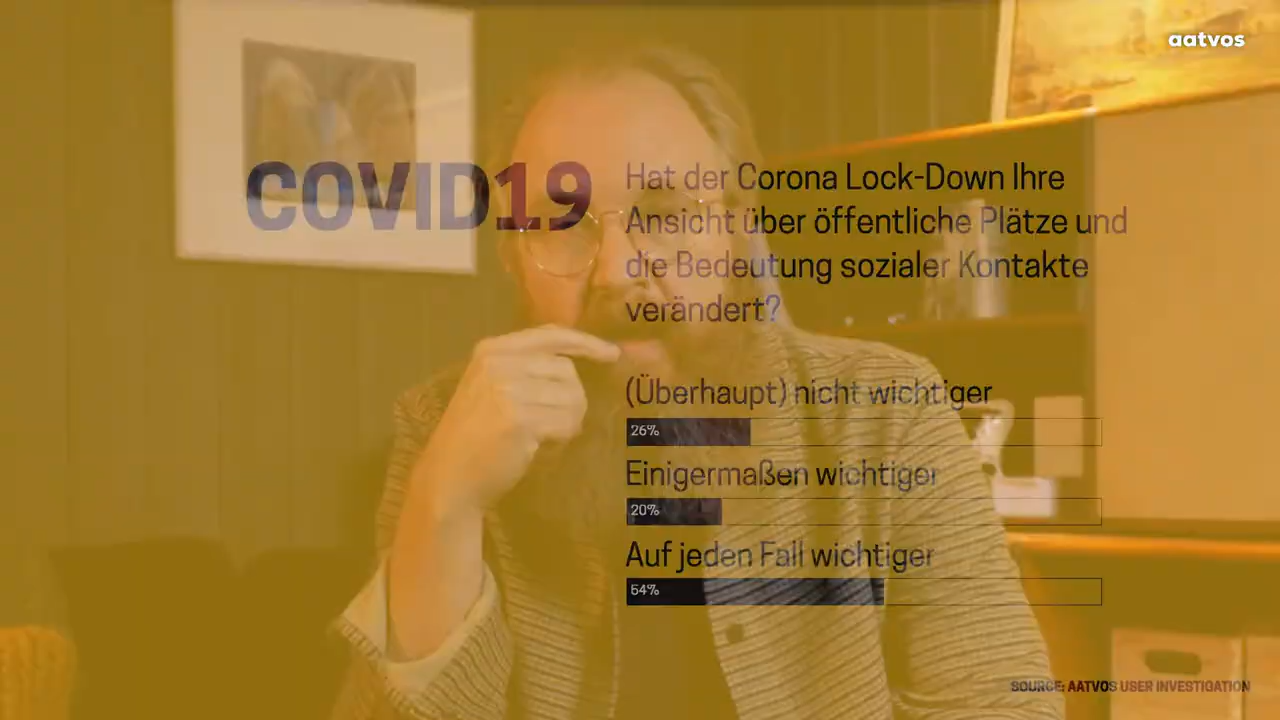 aatvos
COVID19
Hat der Corona Lock-Down Ihre
Ansicht über öffentliche Plätze und
die Bedeutung sozialer Kontakte
verändert?
(Überhaupt) nicht wichtiger
26%
Einigermaßen wichtiger
20%
Auf jeden Fall wichtiger
54%
SOURCE: AATVOS USER INVESTIGATION